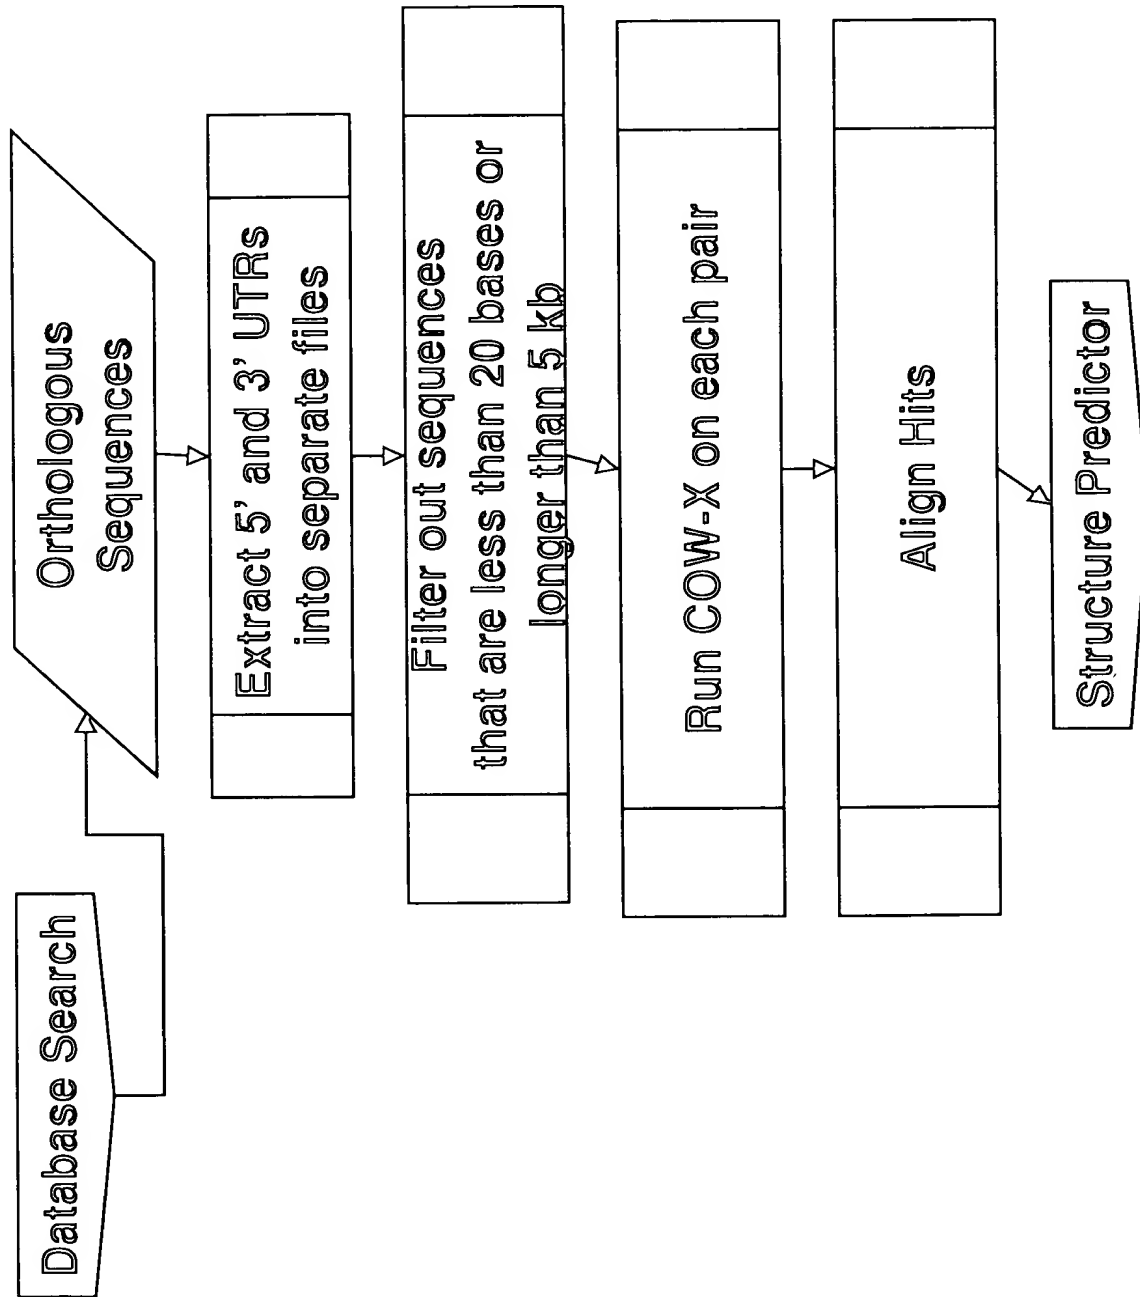 Database Search
Orthologous
Sequences
Extract 5' and 3' UTRs
into separate files
Filter out sequences
that are less than 20 bases or
longer than 5 kb
Run COW-X on each pair
Align Hits
Structure Predictor